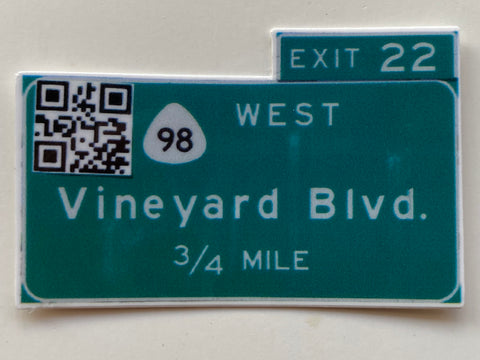 EXIT 22
WEST
98
Vineyard Blvd.
3/4 MILE